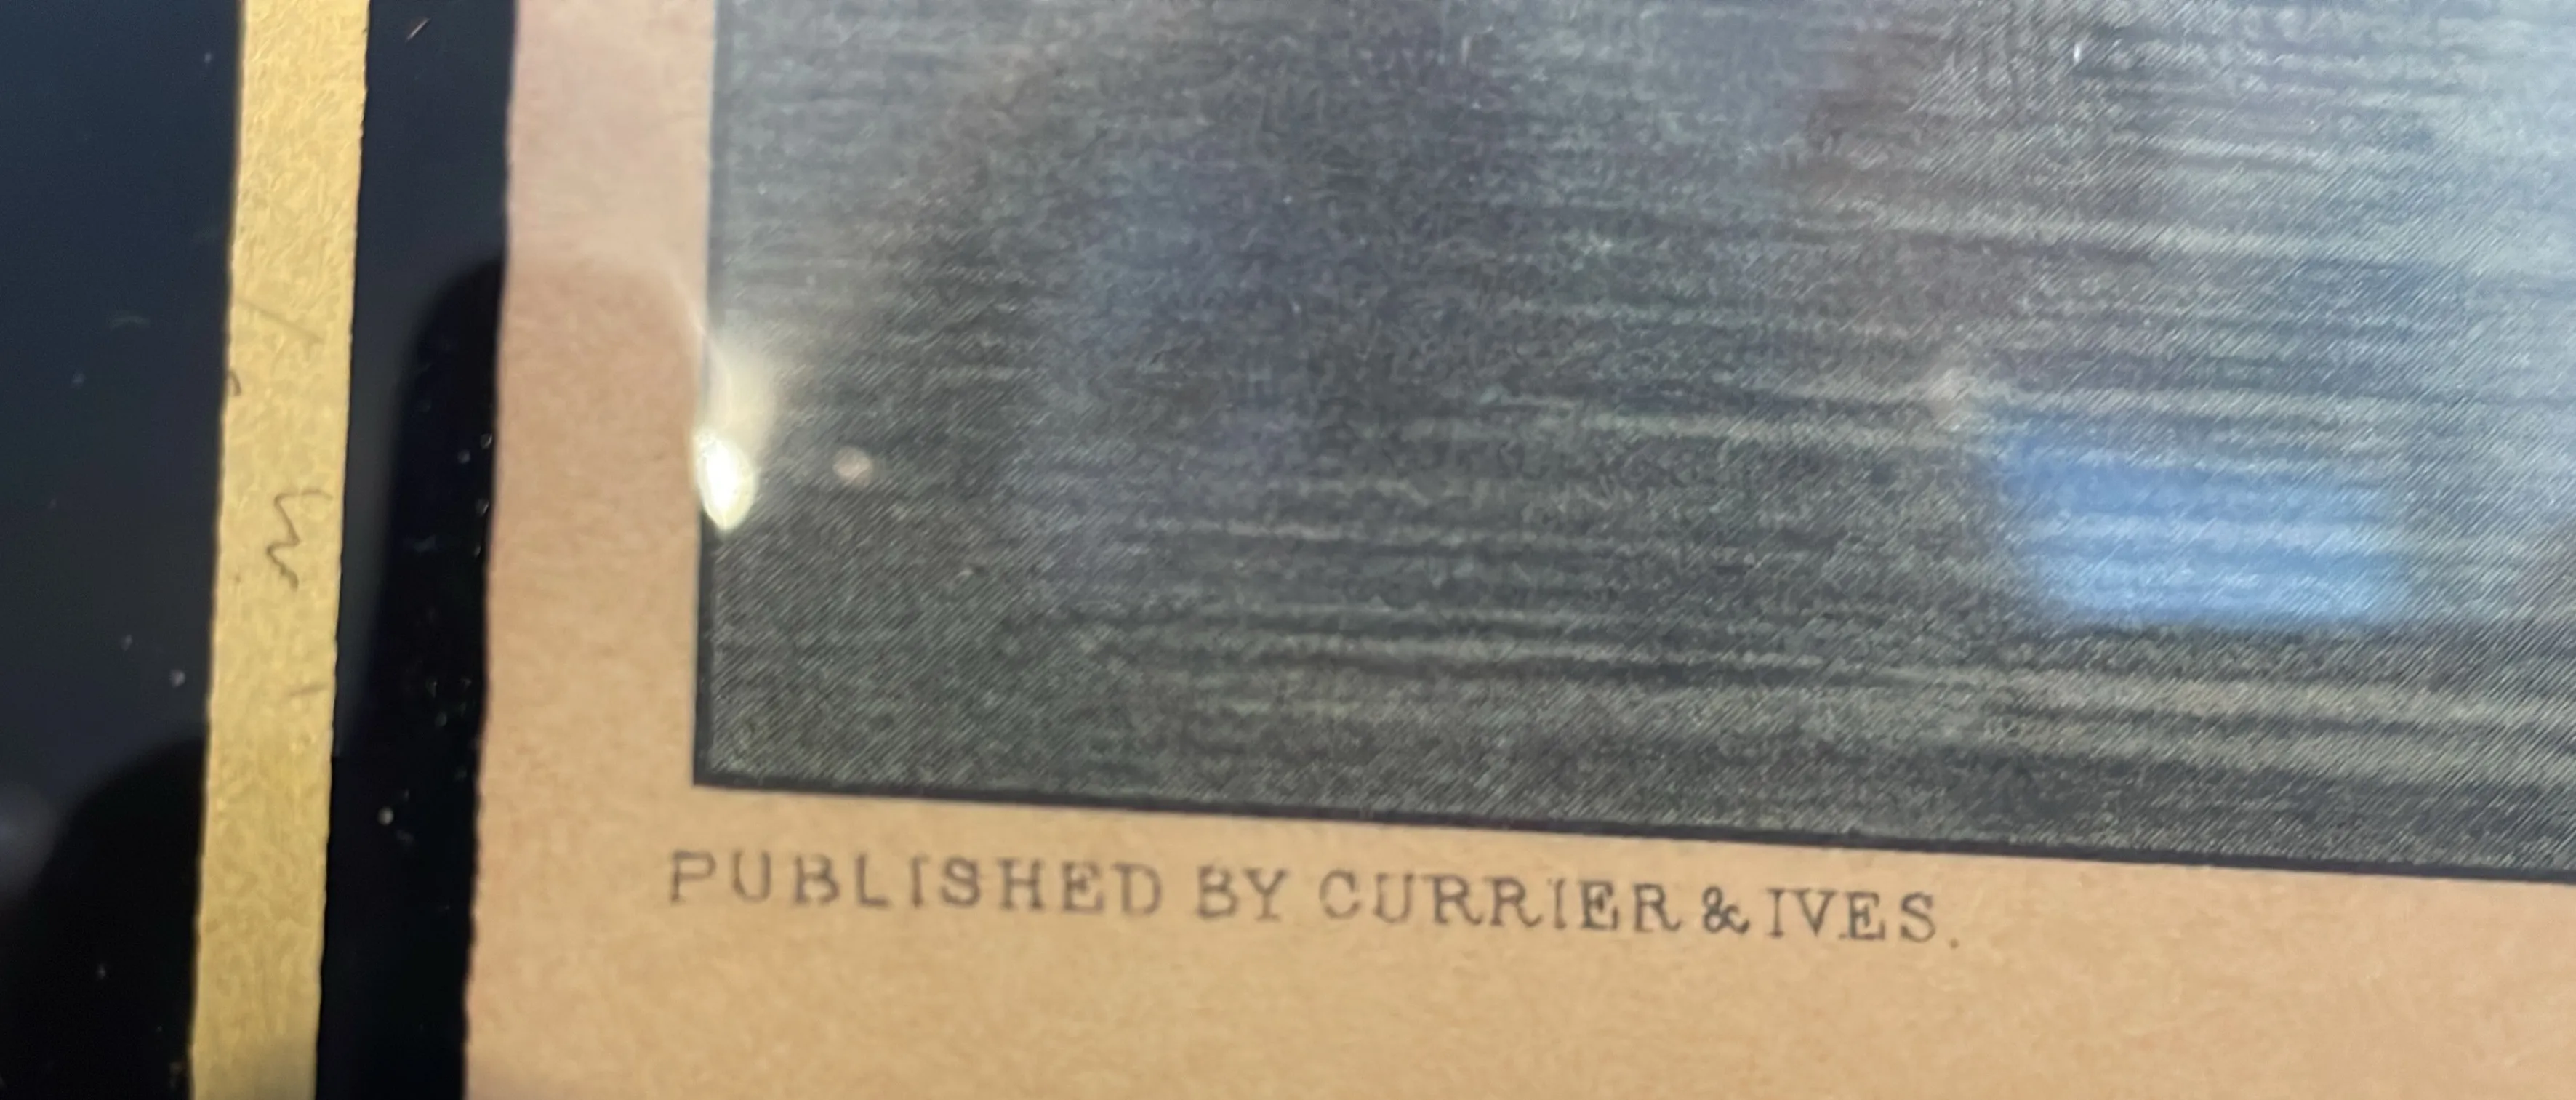 PUBLISHED BY CURRIER & IVES.